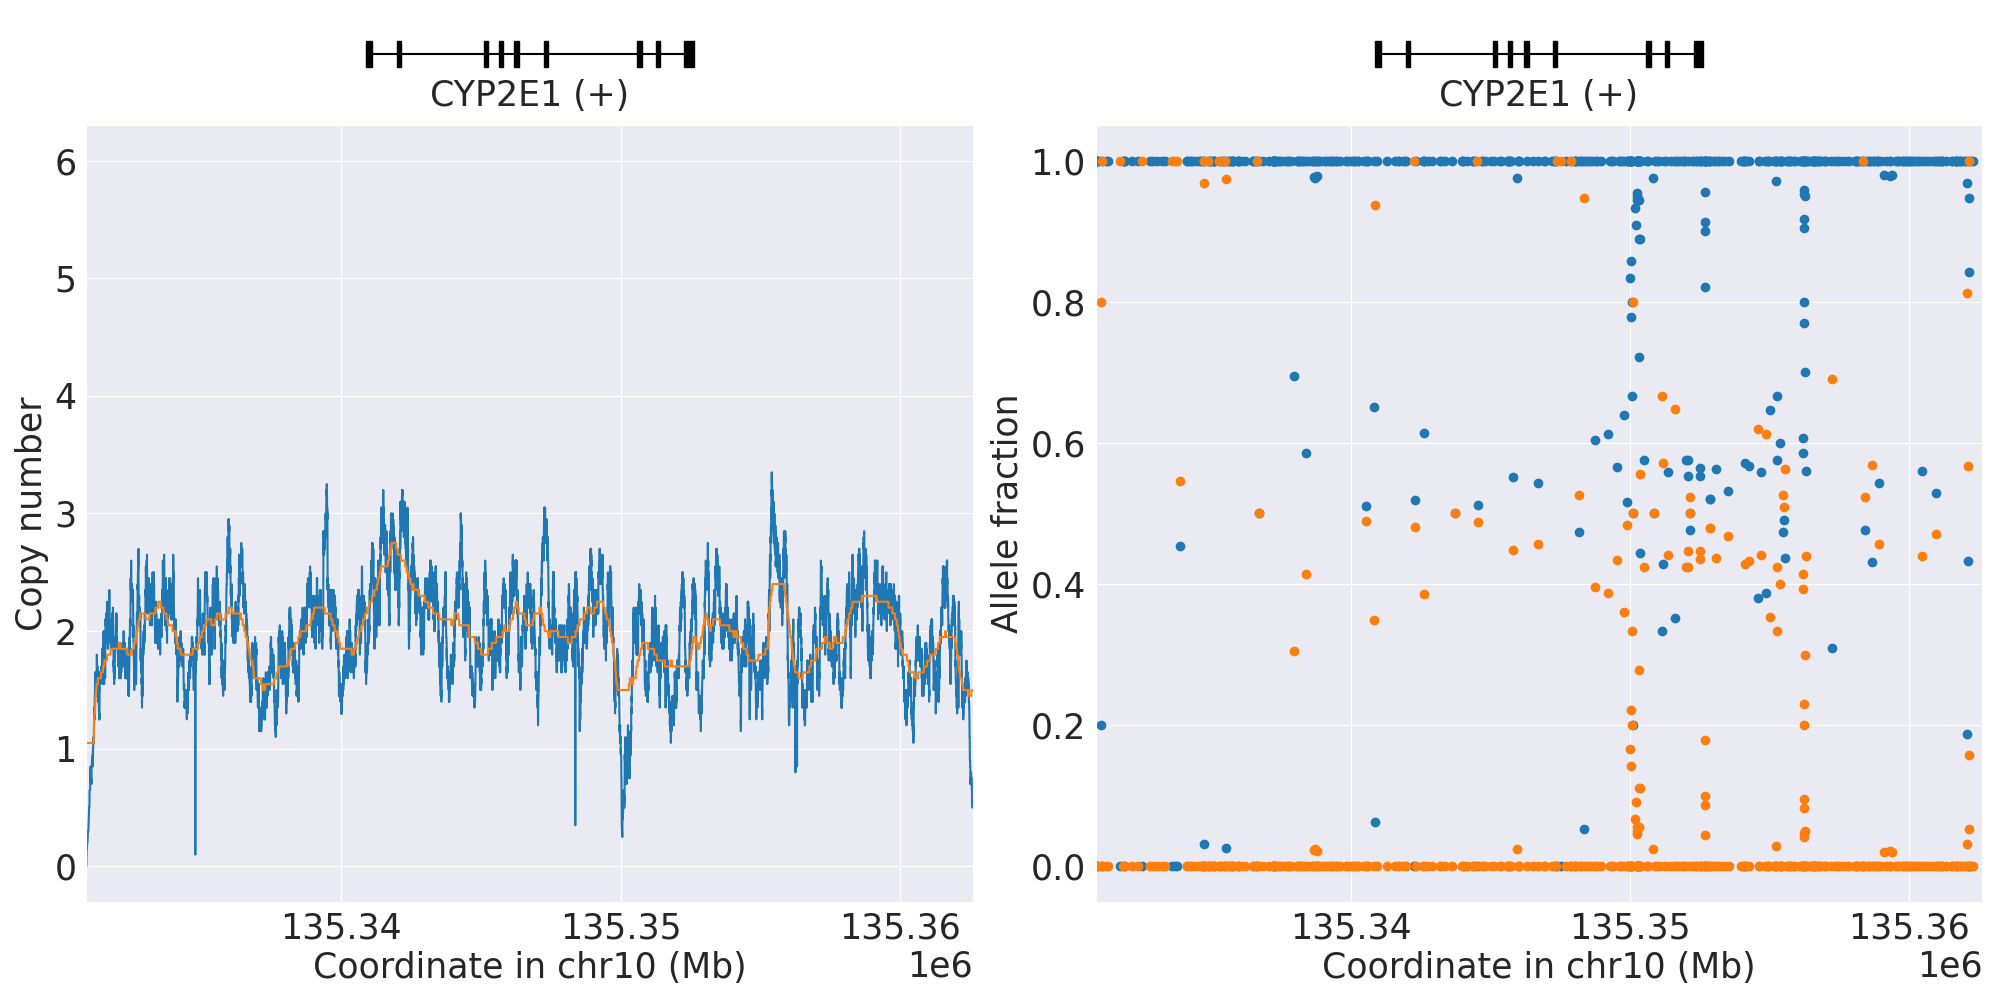 CYP2E1 (+)
6
5
4
3
2
1
0
Copy number
135.34
135.35
135.36
Coordinate in chr10 (Mb)
1e6
CYP2E1 (+)
1.0
0.8
0.6
0.4
0.2
0.0
Allele fraction
135.34
135.35
135.36
Coordinate in chr10 (Mb)
1e6